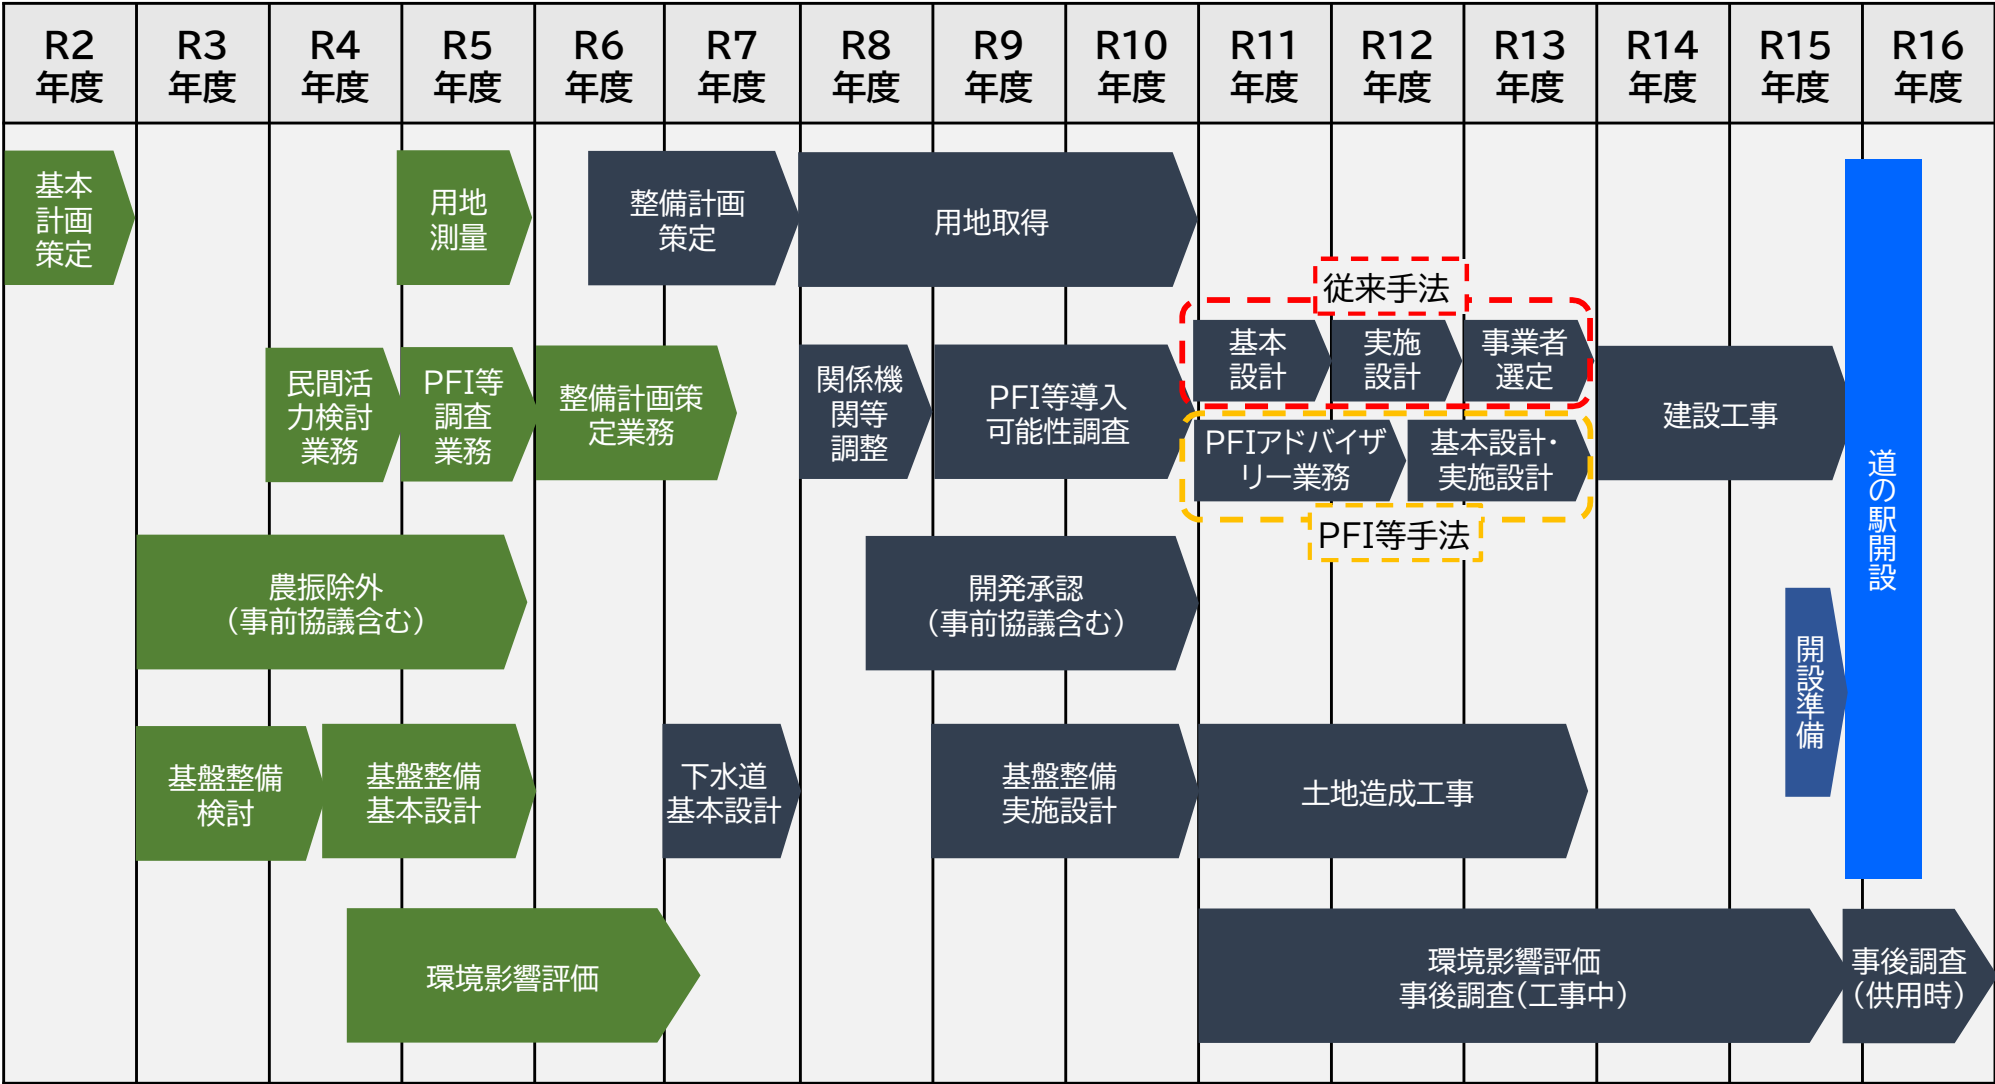 R2
年度
R3
年度
R4
年度
R5
年度
R6
年度
R7
年度
R8
年度
R9
年度
R10
年度
R11
年度
R12
年度
R13
年度
R14
年度
R15
年度
R16
年度
基本
計画
策定
用地
測量
整備計画
策定
用地取得
従来手法
民間活
力検討
業務
PFI等
調査
業務
整備計画策
定業務
関係機
関等
調整
PFI等導入
可能性調査
基本
設計
実施
設計
事業者
選定
PFIアドバイザ
リー業務
基本設計・
実施設計
PFI等手法
建設工事
道の駅開設
農振除外
（事前協議含む）
開発承認
（事前協議含む）
開設準備
基盤整備
検討
基盤整備
基本設計
下水道
基本設計
基盤整備
実施設計
土地造成工事
環境影響評価
環境影響評価
事後調査（工事中）
事後調査
（供用時）